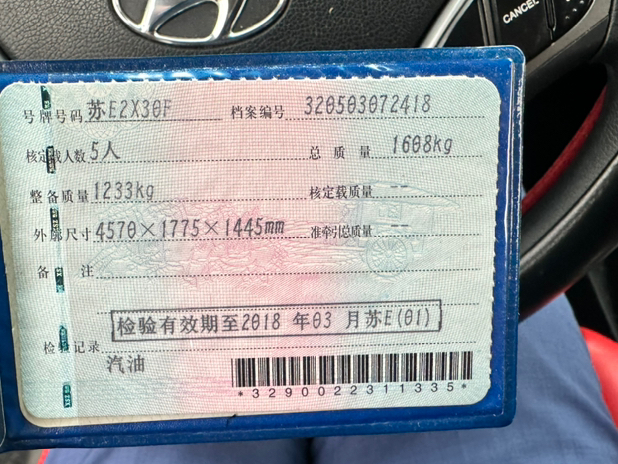 CANCEL
号牌号码 苏E2X30F 档案编号 320503072418
核定载人数 5人 总质量 1608kg
整备质量 1233kg 核定载质量 --
外廓尺寸 4570×1775×1445mm 准牵引总质量 --
备注
检验有效期至2018年03月苏E(01)
检验记录
汽油
*3290022311335*